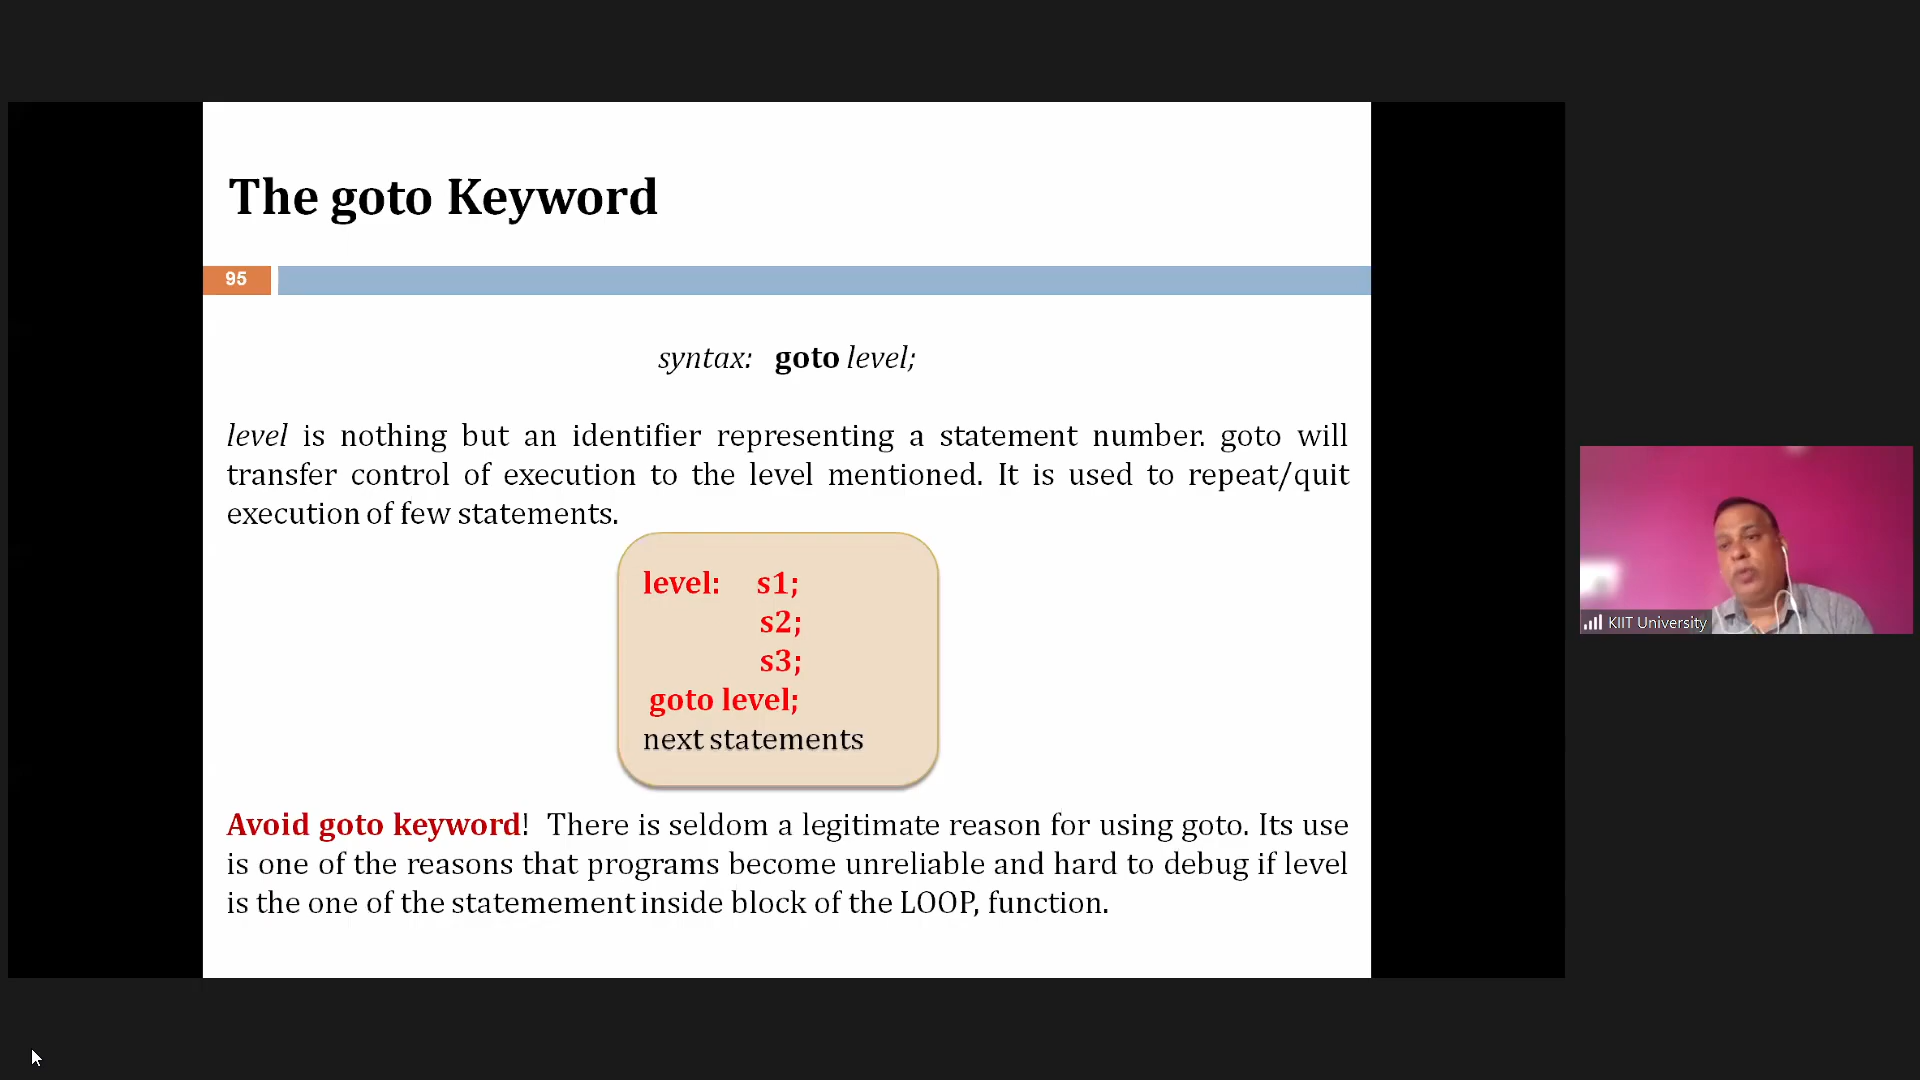 The goto Keyword
95
syntax: goto level;
level is nothing but an identifier representing a statement number. goto will
transfer control of execution to the level mentioned. It is used to repeat/quit
execution of few statements.
level: s1;
s2;
s3;
goto level;
next statements
Avoid goto keyword! There is seldom a legitimate reason for using goto. Its use
is one of the reasons that programs become unreliable and hard to debug if level
is the one of the statemement inside block of the LOOP, function.
KIIT University